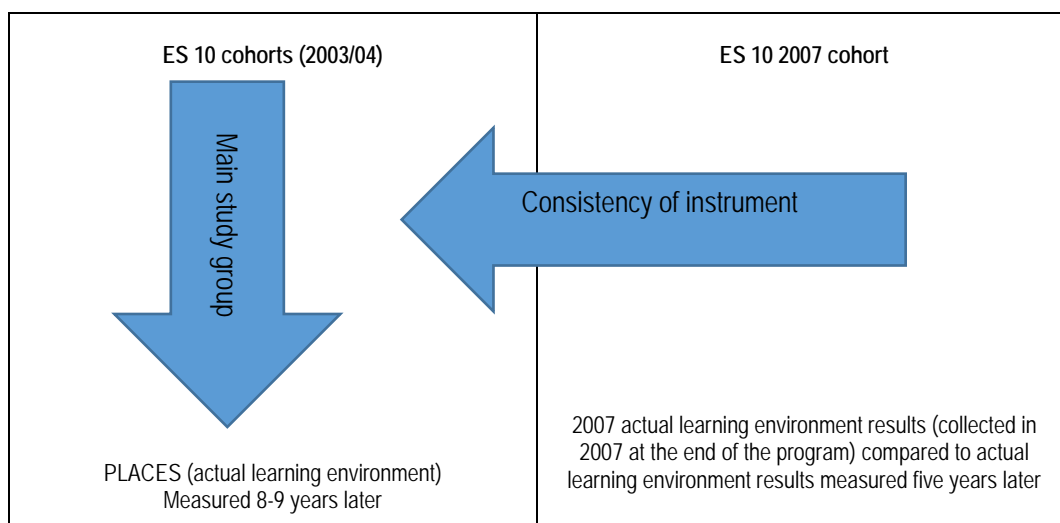 ES 10 cohorts (2003/04)
Main study group
PLACES (actual learning environment)
Measured 8-9 years later
ES 10 2007 cohort
Consistency of instrument
2007 actual learning environment results (collected in
2007 at the end of the program) compared to actual
learning environment results measured five years later